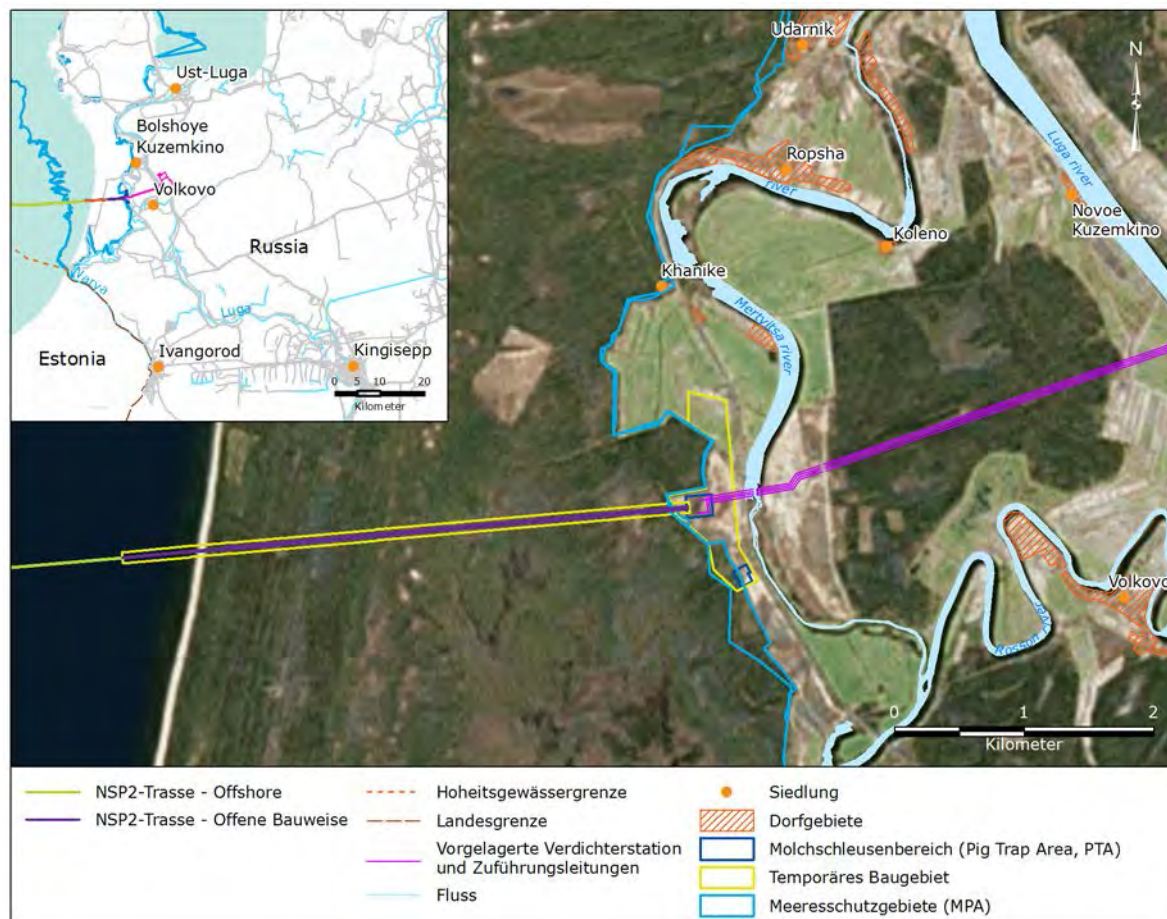 Ust-Luga
Bolshoye
Kuzemkino
Volkovo
Russia
Narva
Luga
Estonia
Ivangorod
Kingisepp
0 5 10 20
Kilometer
Udarnik
N
Ropsha
river
Luga river
Novoe
Kuzemkino
Koleno
Khanike
Mertvitsa river
Volkovo
Rosson river
0 1 2
Kilometer
NSP2-Trasse - Offshore
NSP2-Trasse - Offene Bauweise
Hoheitsgewässergrenze
Landesgrenze
Vorgelagerte Verdichterstation
und Zuführungsleitungen
Fluss
Siedlung
Dorfgebiete
Molchschleusenbereich (Pig Trap Area, PTA)
Temporäres Baugebiet
Meeresschutzgebiete (MPA)